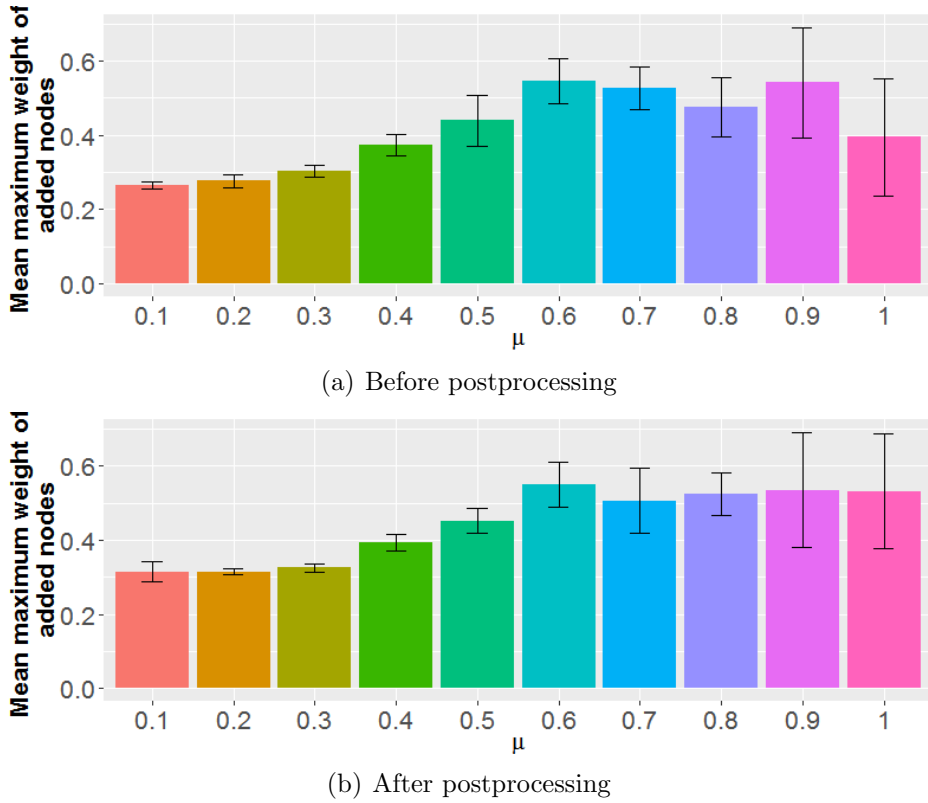 Mean maximum weight of
added nodes
0.6
0.4
0.2
0.0
0.1 0.2 0.3 0.4 0.5 0.6 0.7 0.8 0.9 1
μ
(a) Before postprocessing
Mean maximum weight of
added nodes
0.6
0.4
0.2
0.0
0.1 0.2 0.3 0.4 0.5 0.6 0.7 0.8 0.9 1
μ
(b) After postprocessing